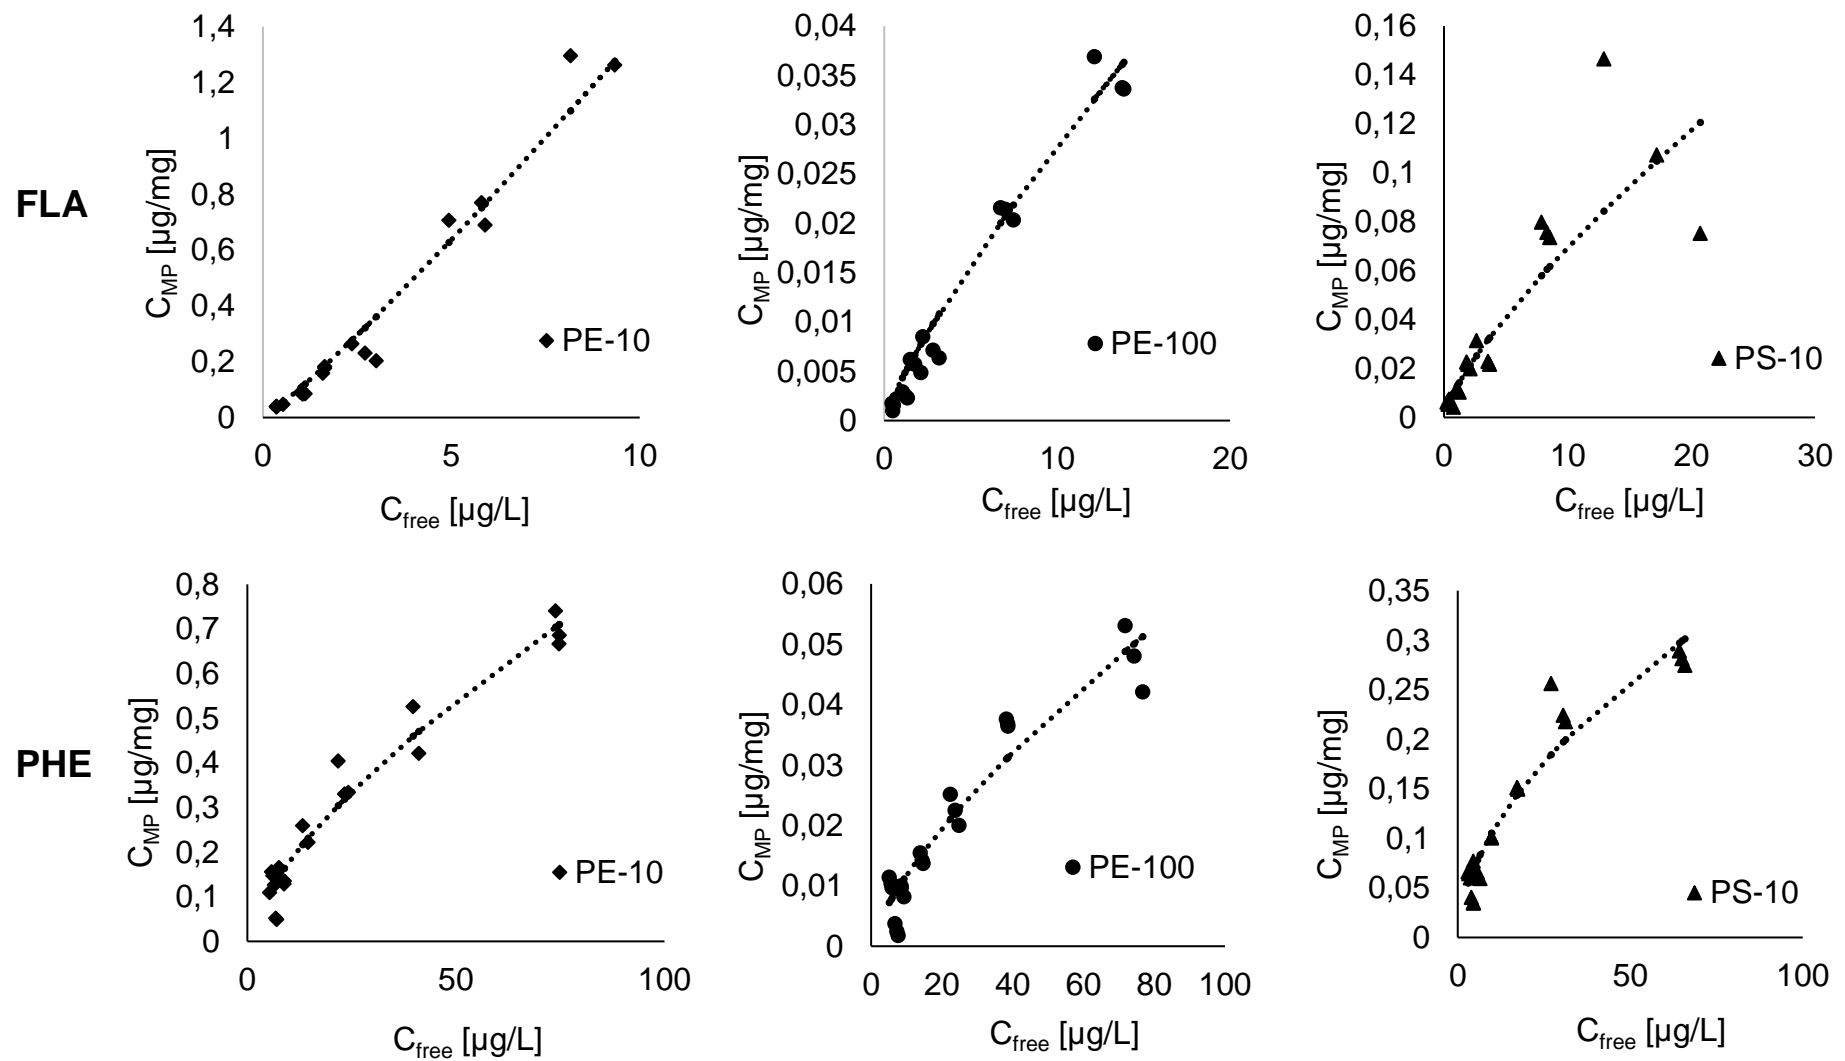 FLA
C_MP [µg/mg]
1,4
1,2
1
0,8
0,6
0,4
0,2
0
0 5 10
C_free [µg/L]
PE-10
C_MP [µg/mg]
0,04
0,035
0,03
0,025
0,02
0,015
0,01
0,005
0
0 10 20
C_free [µg/L]
PE-100
C_MP [µg/mg]
0,16
0,14
0,12
0,1
0,08
0,06
0,04
0,02
0
0 10 20 30
C_free [µg/L]
PS-10
PHE
C_MP [µg/mg]
0,8
0,7
0,6
0,5
0,4
0,3
0,2
0,1
0
0 50 100
C_free [µg/L]
PE-10
C_MP [µg/mg]
0,06
0,05
0,04
0,03
0,02
0,01
0
0 20 40 60 80 100
C_free [µg/L]
PE-100
C_MP [µg/mg]
0,35
0,3
0,25
0,2
0,15
0,1
0,05
0
0 50 100
C_free [µg/L]
PS-10